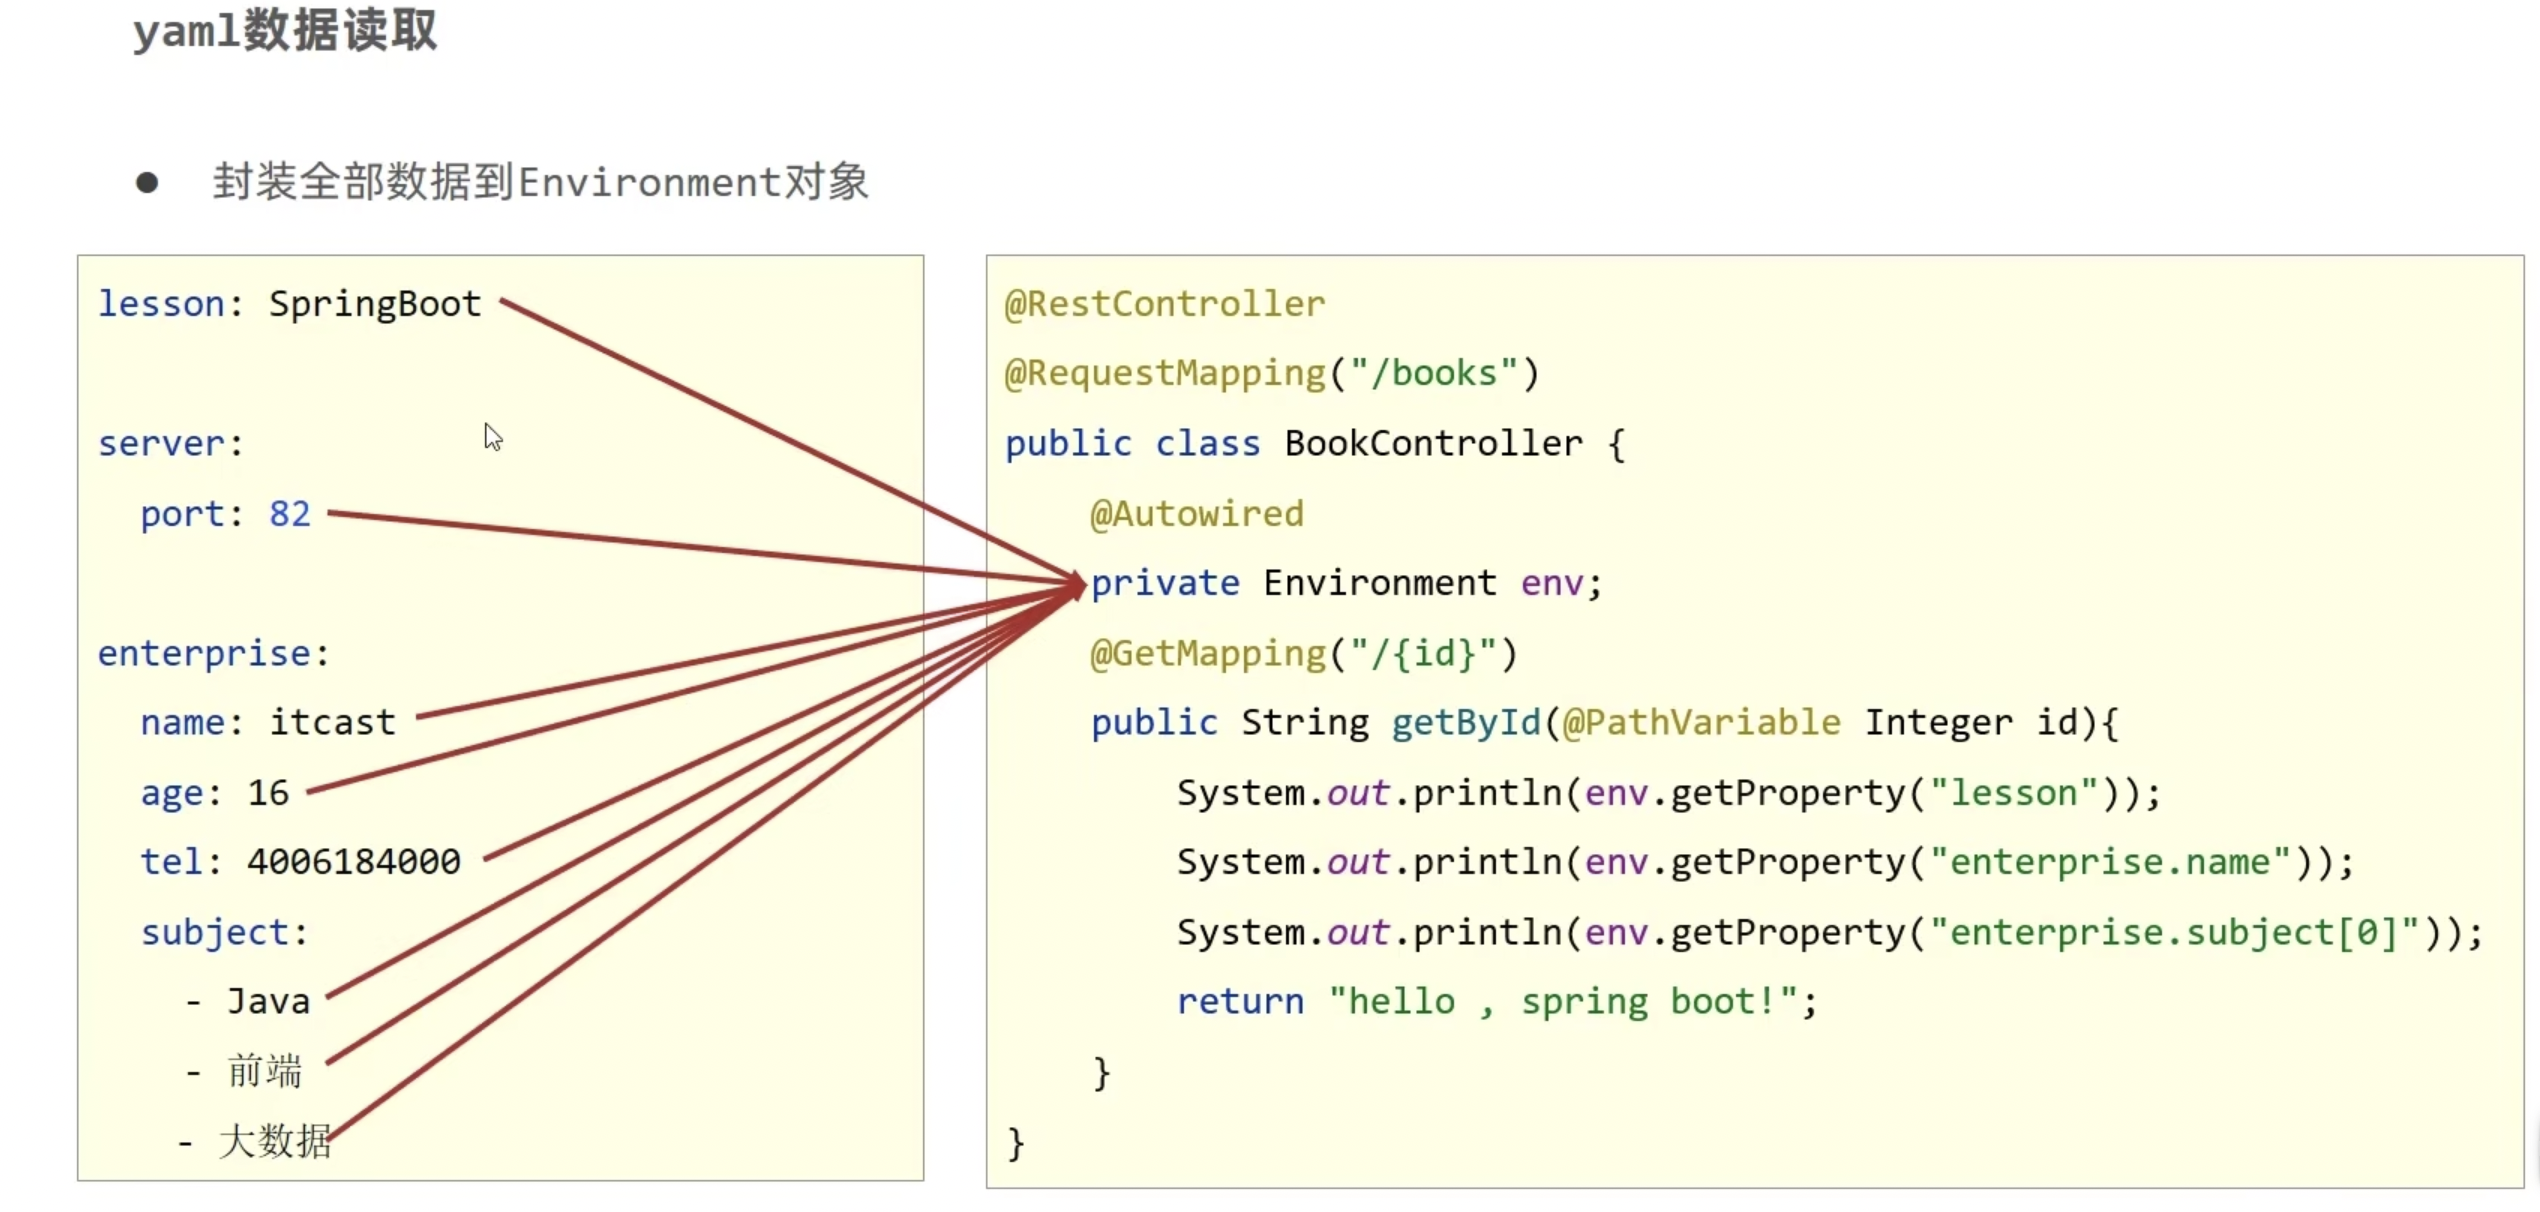 yaml数据读取
● 封装全部数据到Environment对象
lesson: SpringBoot
server:
  port: 82
enterprise:
  name: itcast
  age: 16
  tel: 4006184000
  subject:
    - Java
    - 前端
    - 大数据
@RestController
@RequestMapping("/books")
public class BookController {
    @Autowired
    private Environment env;
    @GetMapping("/{id}")
    public String getById(@PathVariable Integer id){
        System.out.println(env.getProperty("lesson"));
        System.out.println(env.getProperty("enterprise.name"));
        System.out.println(env.getProperty("enterprise.subject[0]"));
        return "hello , spring boot!";
    }
}